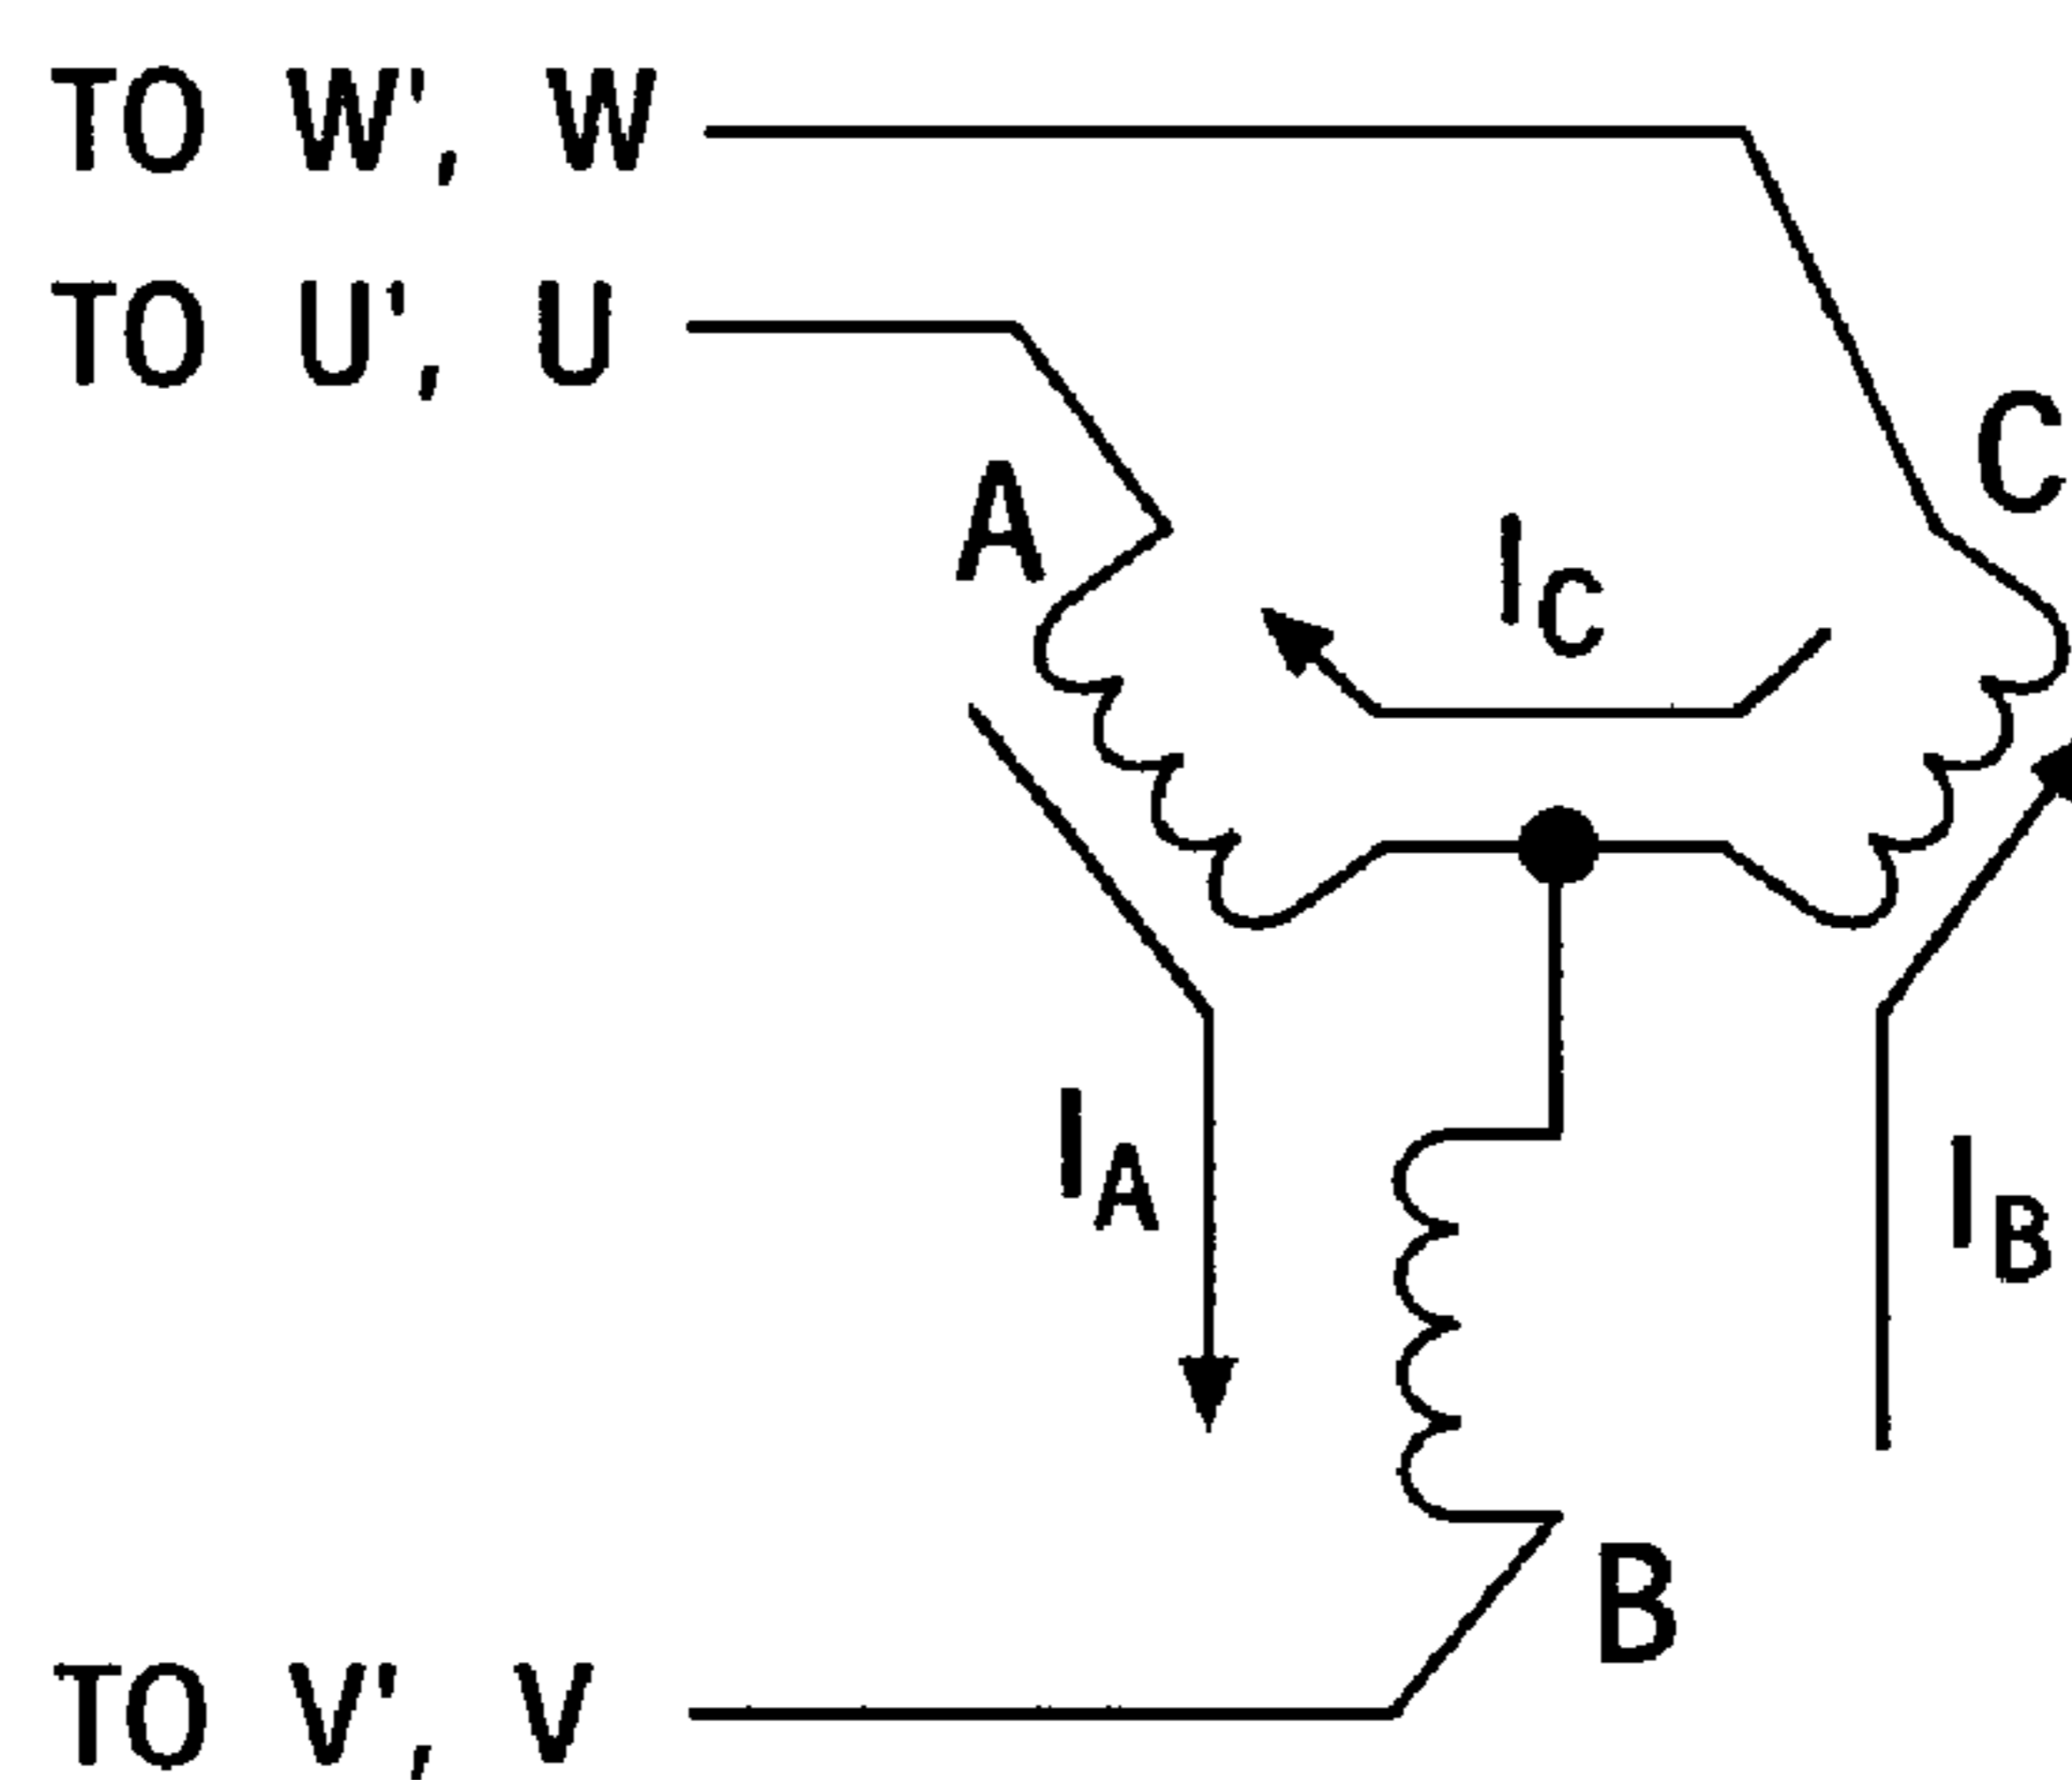 TO W', W
TO U', U
C
A
I_C
I_A
I_B
B
TO V', V